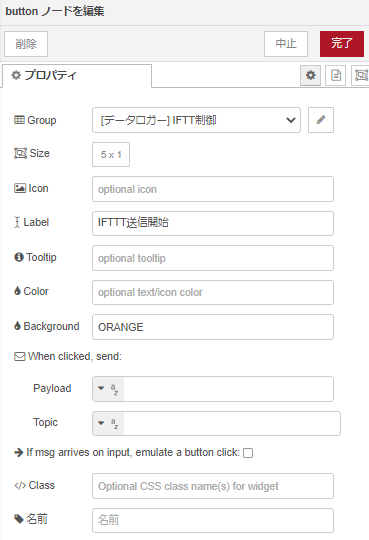 button ノードを編集
削除 中止 完了
プロパティ
Group [データロガー] IFTT制御
Size 5 x 1
Icon optional icon
Label IFTTT送信開始
Tooltip optional tooltip
Color optional text/icon color
Background ORANGE
When clicked, send:
Payload a z
Topic a z
If msg arrives on input, emulate a button click:
</> Class Optional CSS class name(s) for widget
名前 名前